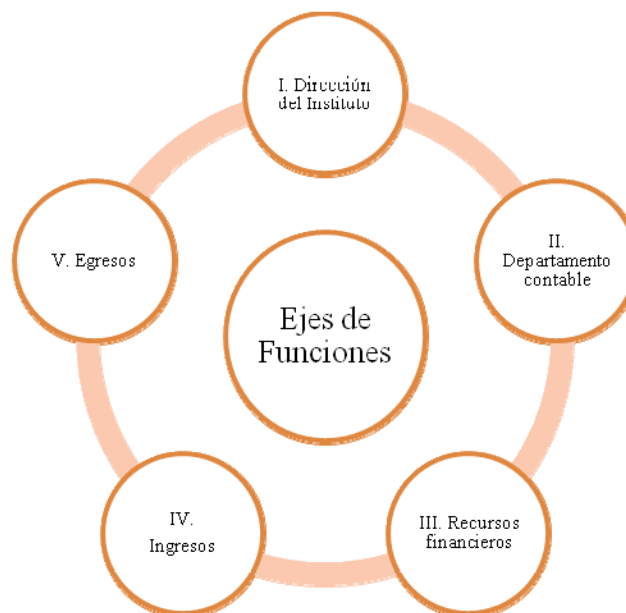 I. Dirección
del Instituto
II.
Departamento
contable
III. Recursos
financieros
IV.
Ingresos
V. Egresos
Ejes de
Funciones